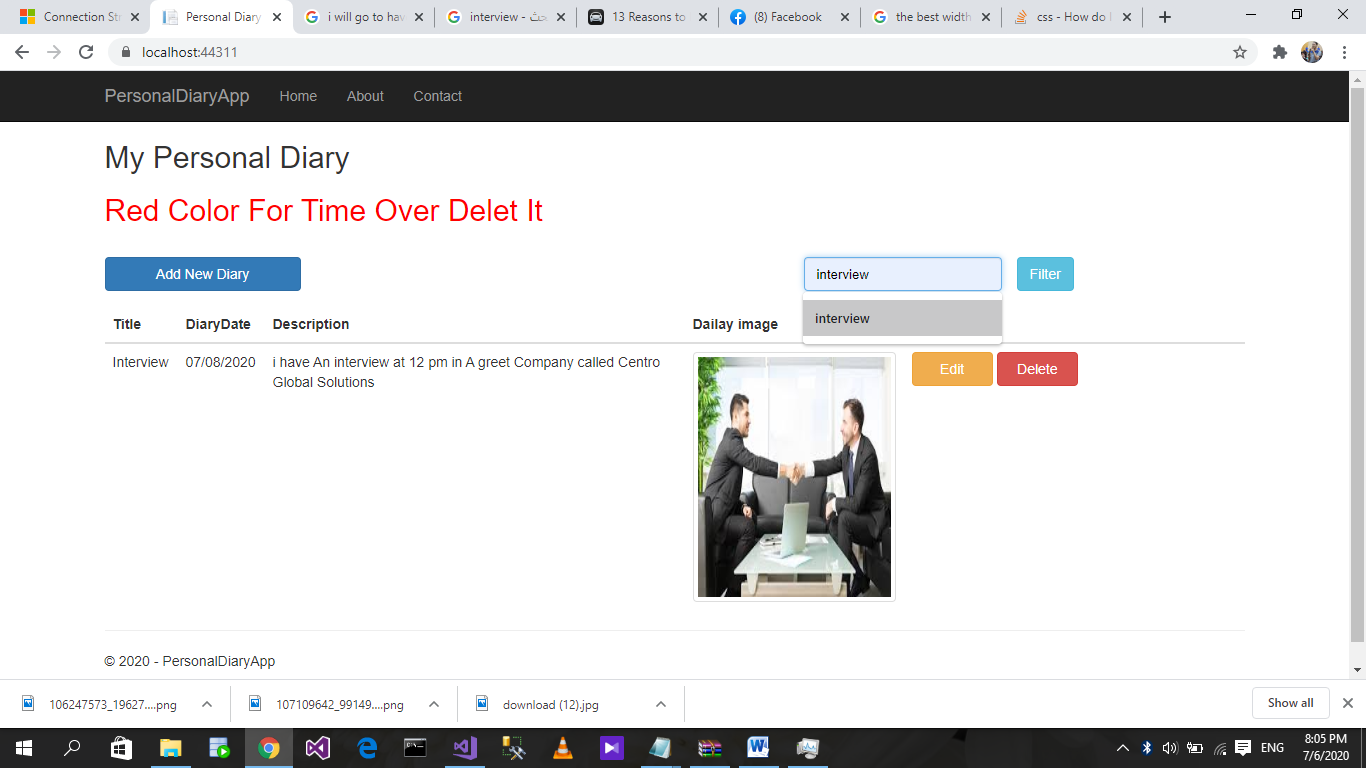 Connection St
Personal Diary
i will go to hav
interview - بحث
13 Reasons to
(8) Facebook
the best width
css - How do I
localhost:44311
PersonalDiaryApp Home About Contact
My Personal Diary
Red Color For Time Over Delet It
Add New Diary
interview
Filter
interview
Title DiaryDate Description Dailay image
Interview 07/08/2020 i have An interview at 12 pm in A greet Company called Centro
Global Solutions
Edit Delete
© 2020 - PersonalDiaryApp
106247573_19627....png
107109642_99149....png
download (12).jpg
Show all
ENG
8:05 PM
7/6/2020